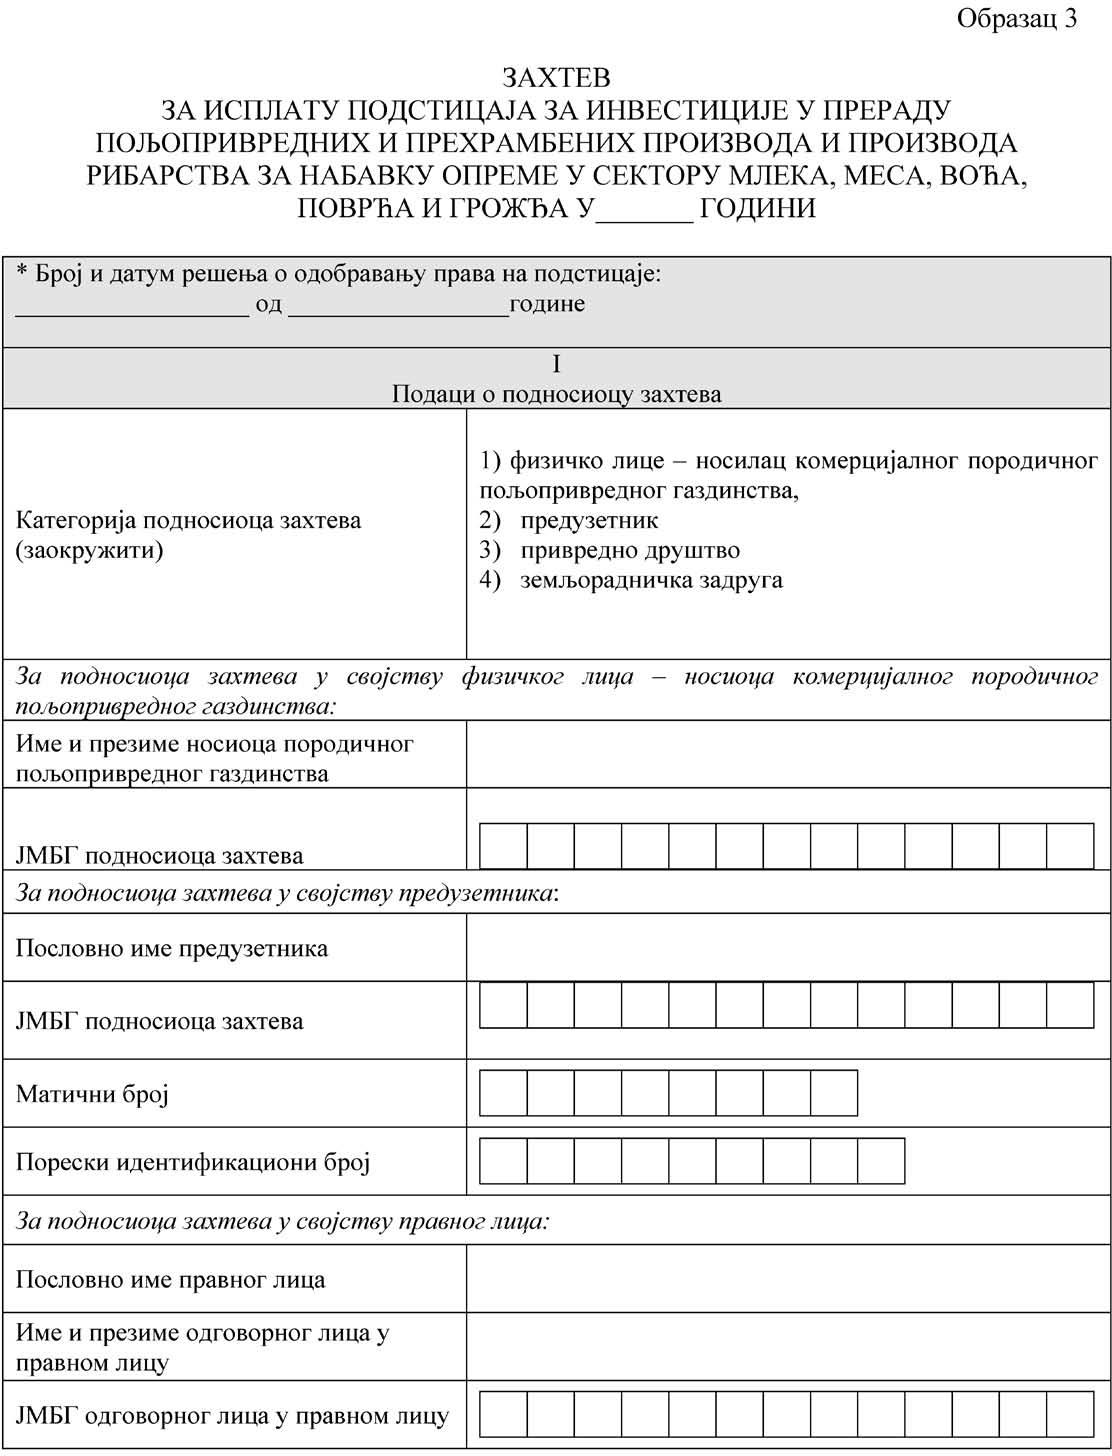 Образац 3
ЗАХТЕВ
ЗА ИСПЛАТУ ПОДСТИЦАЈА ЗА ИНВЕСТИЦИЈЕ У ПРЕРАДУ
ПОЉОПРИВРЕДНИХ И ПРЕХРАМБЕНИХ ПРОИЗВОДА И ПРОИЗВОДА
РИБАРСТВА ЗА НАБАВКУ ОПРЕМЕ У СЕКТОРУ МЛЕКА, МЕСА, ВОЋА,
ПОВРЋА И ГРОЖЂА У_______ ГОДИНИ
* Број и датум решења о одобравању права на подстицаје:
__________________ од _________________године
I
Подаци о подносиоцу захтева
Категорија подносиоца захтева
(заокружити)
1) физичко лице – носилац комерцијалног породичног
пољопривредног газдинства,
2) предузетник
3) привредно друштво
4) земљорадничка задруга
За подносиоца захтева у својству физичког лица – носиоца комерцијалног породичног
пољопривредног газдинства:
Име и презиме носиоца породичног
пољопривредног газдинства
ЈМБГ подносиоца захтева
За подносиоца захтева у својству предузетника:
Пословно име предузетника
ЈМБГ подносиоца захтева
Матични број
Порески идентификациони број
За подносиоца захтева у својству правног лица:
Пословно име правног лица
Име и презиме одговорног лица у
правном лицу
ЈМБГ одговорног лица у правном лицу